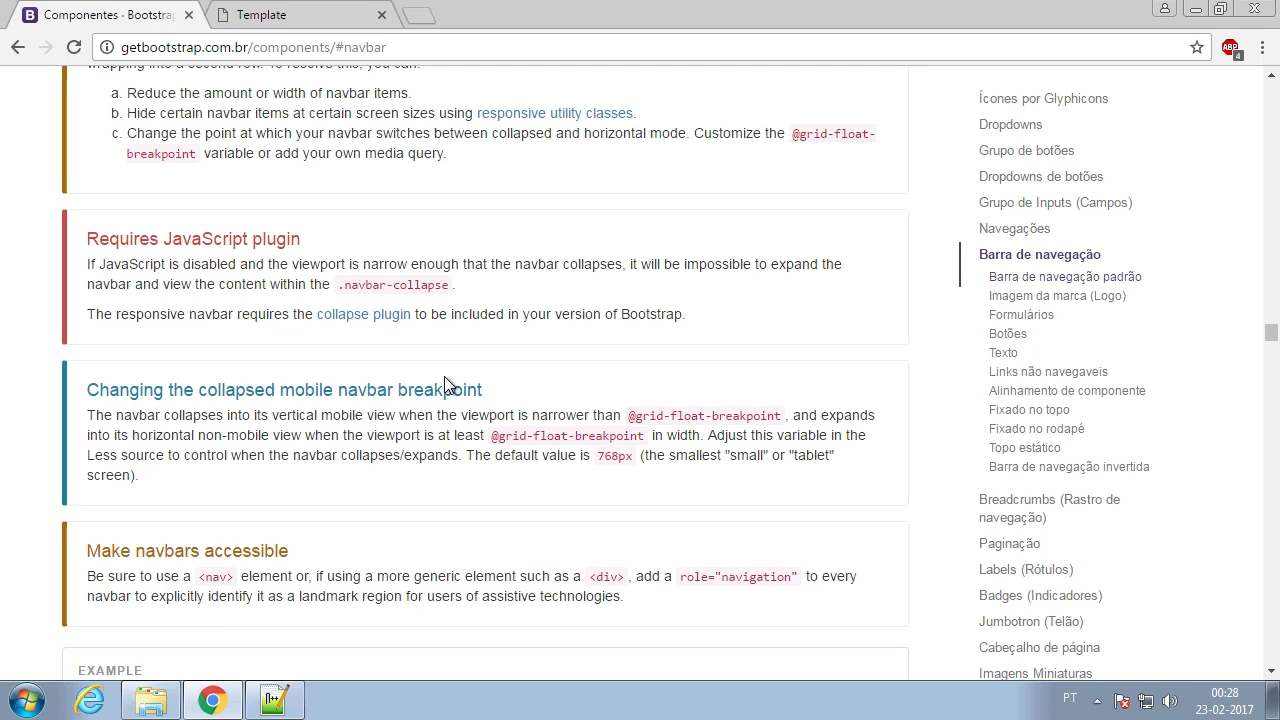 Componentes · Bootstrap
Template
getbootstrap.com.br/components/#navbar
ABP
4
wrapping into a second row. To resolve this, you can:
a. Reduce the amount or width of navbar items.
b. Hide certain navbar items at certain screen sizes using responsive utility classes.
c. Change the point at which your navbar switches between collapsed and horizontal mode. Customize the @grid-float-
breakpoint variable or add your own media query.
Requires JavaScript plugin
If JavaScript is disabled and the viewport is narrow enough that the navbar collapses, it will be impossible to expand the
navbar and view the content within the .navbar-collapse.
The responsive navbar requires the collapse plugin to be included in your version of Bootstrap.
Changing the collapsed mobile navbar breakpoint
The navbar collapses into its vertical mobile view when the viewport is narrower than @grid-float-breakpoint, and expands
into its horizontal non-mobile view when the viewport is at least @grid-float-breakpoint in width. Adjust this variable in the
Less source to control when the navbar collapses/expands. The default value is 768px (the smallest "small" or "tablet"
screen).
Make navbars accessible
Be sure to use a <nav> element or, if using a more generic element such as a <div>, add a role="navigation" to every
navbar to explicitly identify it as a landmark region for users of assistive technologies.
EXAMPLE
Ícones por Glyphicons
Dropdowns
Grupo de botões
Dropdowns de botões
Grupo de Inputs (Campos)
Navegações
Barra de navegação
Barra de navegação padrão
Imagem da marca (Logo)
Formulários
Botões
Texto
Links não navegaveis
Alinhamento de componente
Fixado no topo
Fixado no rodapé
Topo estático
Barra de navegação invertida
Breadcrumbs (Rastro de
navegação)
Paginação
Labels (Rótulos)
Badges (Indicadores)
Jumbotron (Telão)
Cabeçalho de página
Imagens Miniaturas
PT
00:28
23-02-2017